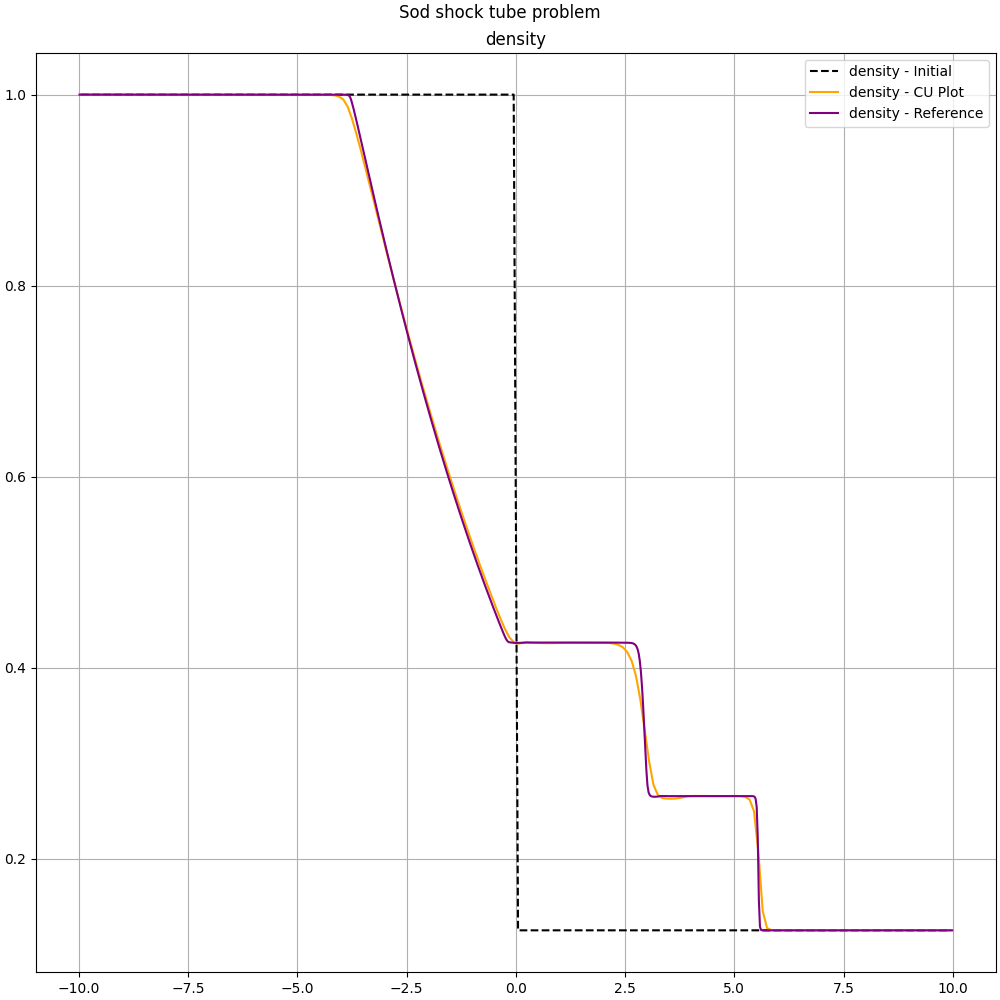 Sod shock tube problem
density
density - Initial
density - CU Plot
density - Reference
1.0
0.8
0.6
0.4
0.2
−10.0 −7.5 −5.0 −2.5 0.0 2.5 5.0 7.5 10.0